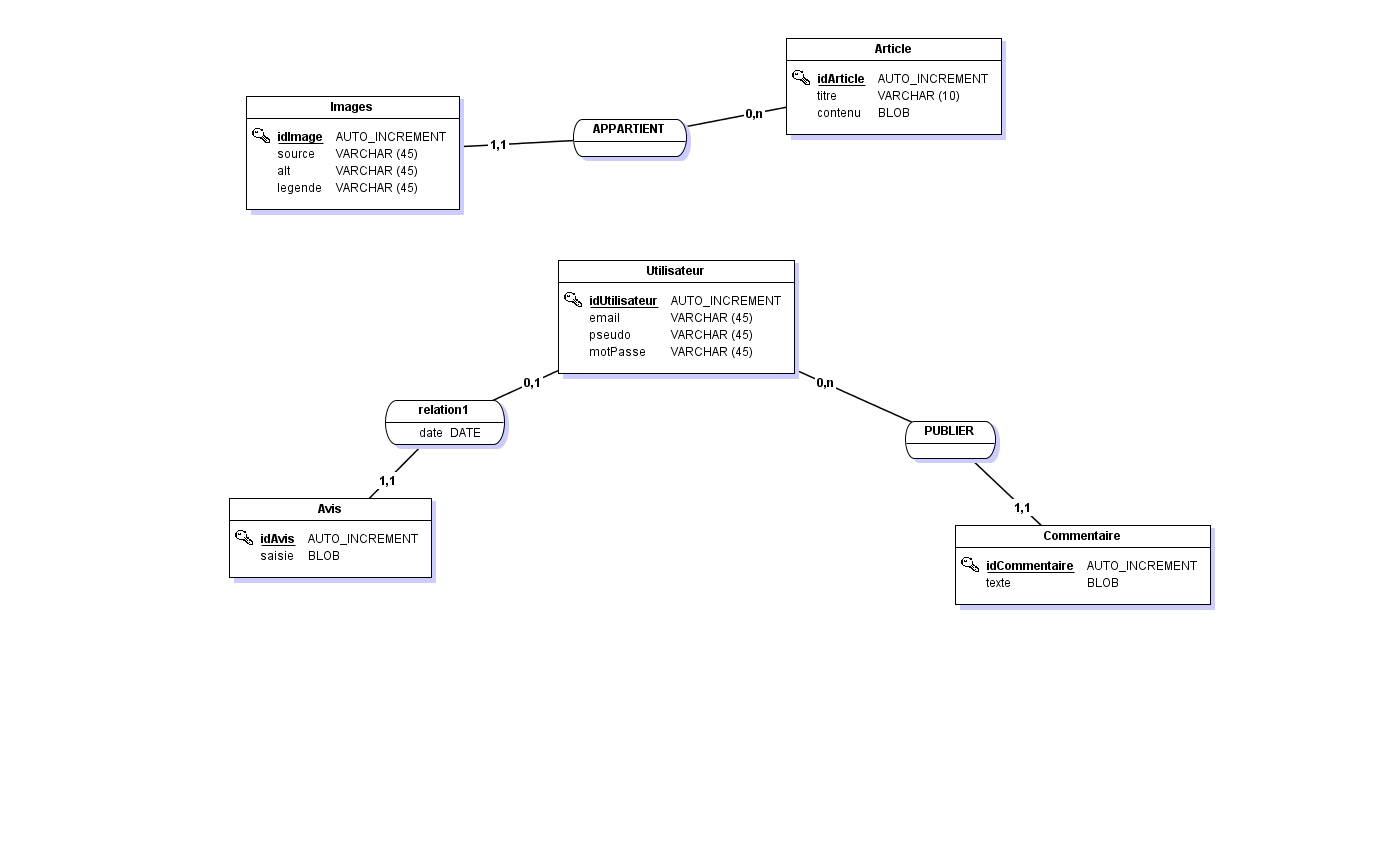 Article
idArticle AUTO_INCREMENT
titre VARCHAR (10)
contenu BLOB
Images
idImage AUTO_INCREMENT
source VARCHAR (45)
alt VARCHAR (45)
legende VARCHAR (45)
1,1
APPARTIENT
0,n
Utilisateur
idUtilisateur AUTO_INCREMENT
email VARCHAR (45)
pseudo VARCHAR (45)
motPasse VARCHAR (45)
0,1
0,n
relation1
date DATE
PUBLIER
1,1
1,1
Avis
idAvis AUTO_INCREMENT
saisie BLOB
Commentaire
idCommentaire AUTO_INCREMENT
texte BLOB